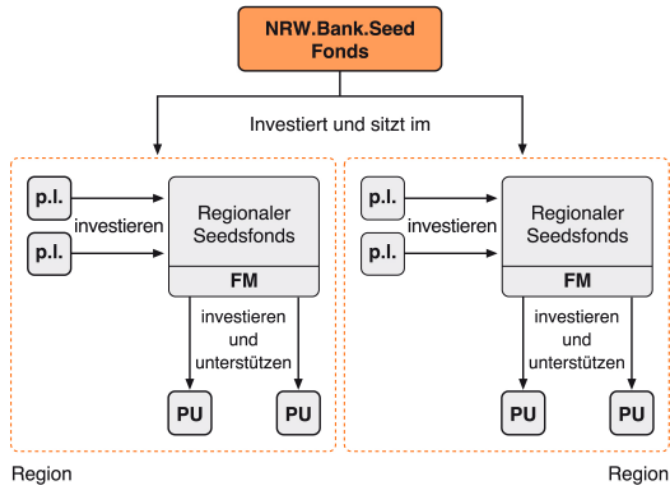 NRW.Bank.Seed
Fonds
Investiert und sitzt im
p.I.
investieren
p.I.
Regionaler
Seedsfonds
FM
investieren
und
unterstützen
PU
PU
Region
p.I.
investieren
p.I.
Regionaler
Seedsfonds
FM
investieren
und
unterstützen
PU
PU
Region